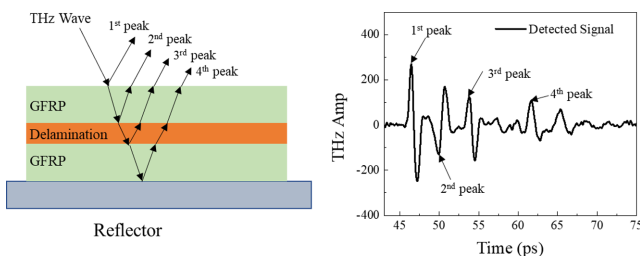 THz Wave
1st peak
2nd peak
3rd peak
4th peak
GFRP
Delamination
GFRP
Reflector
Detected Signal
1st peak
3rd peak
4th peak
2nd peak
THz Amp
400
200
0
-200
-400
45
50
55
60
65
70
75
Time (ps)